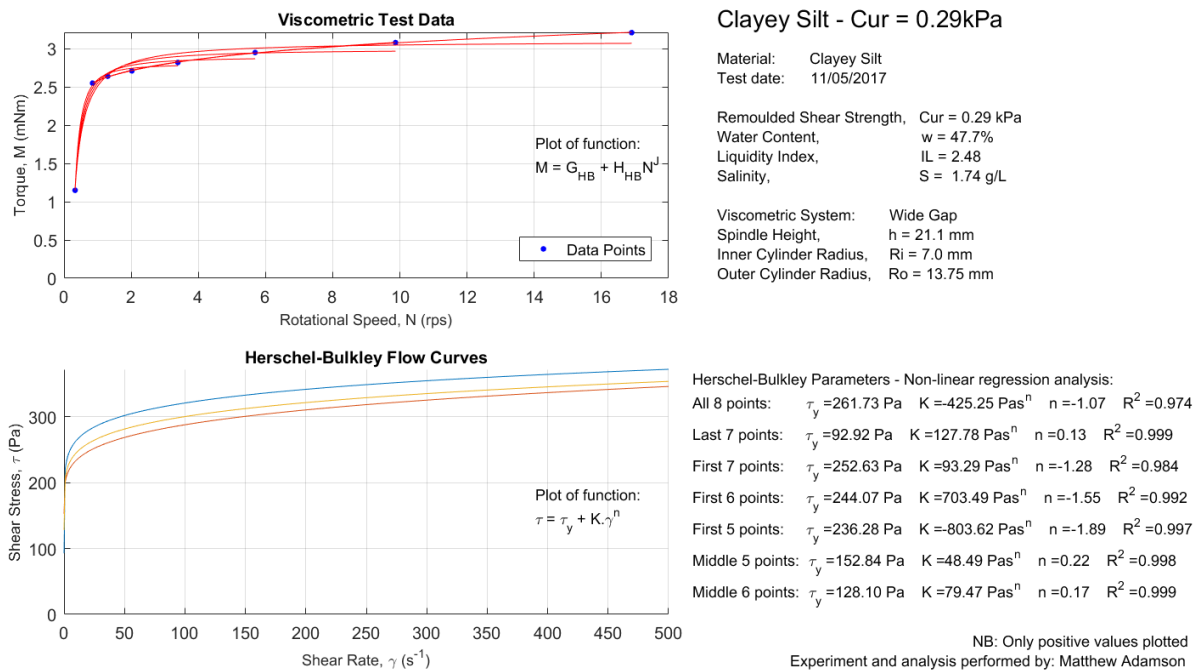 Viscometric Test Data
Torque, M (mNm)
3
2.5
2
1.5
1
0.5
0
0 2 4 6 8 10 12 14 16 18
Rotational Speed, N (rps)
Plot of function:
M = G_HB + H_HB N^J
Data Points
Clayey Silt - Cur = 0.29kPa
Material: Clayey Silt
Test date: 11/05/2017
Remoulded Shear Strength, Cur = 0.29 kPa
Water Content, w = 47.7%
Liquidity Index, IL = 2.48
Salinity, S = 1.74 g/L
Viscometric System: Wide Gap
Spindle Height, h = 21.1 mm
Inner Cylinder Radius, Ri = 7.0 mm
Outer Cylinder Radius, Ro = 13.75 mm
Herschel-Bulkley Flow Curves
Shear Stress, τ (Pa)
300
200
100
0
0 50 100 150 200 250 300 350 400 450 500
Shear Rate, γ (s^-1)
Plot of function:
τ = τ_y + K.γ^n
Herschel-Bulkley Parameters - Non-linear regression analysis:
All 8 points: τ_y =261.73 Pa K =-425.25 Pas^n n =-1.07 R^2 =0.974
Last 7 points: τ_y =92.92 Pa K =127.78 Pas^n n =0.13 R^2 =0.999
First 7 points: τ_y =252.63 Pa K =93.29 Pas^n n =-1.28 R^2 =0.984
First 6 points: τ_y =244.07 Pa K =703.49 Pas^n n =-1.55 R^2 =0.992
First 5 points: τ_y =236.28 Pa K =-803.62 Pas^n n =-1.89 R^2 =0.997
Middle 5 points: τ_y =152.84 Pa K =48.49 Pas^n n =0.22 R^2 =0.998
Middle 6 points: τ_y =128.10 Pa K =79.47 Pas^n n =0.17 R^2 =0.999
NB: Only positive values plotted
Experiment and analysis performed by: Matthew Adamson